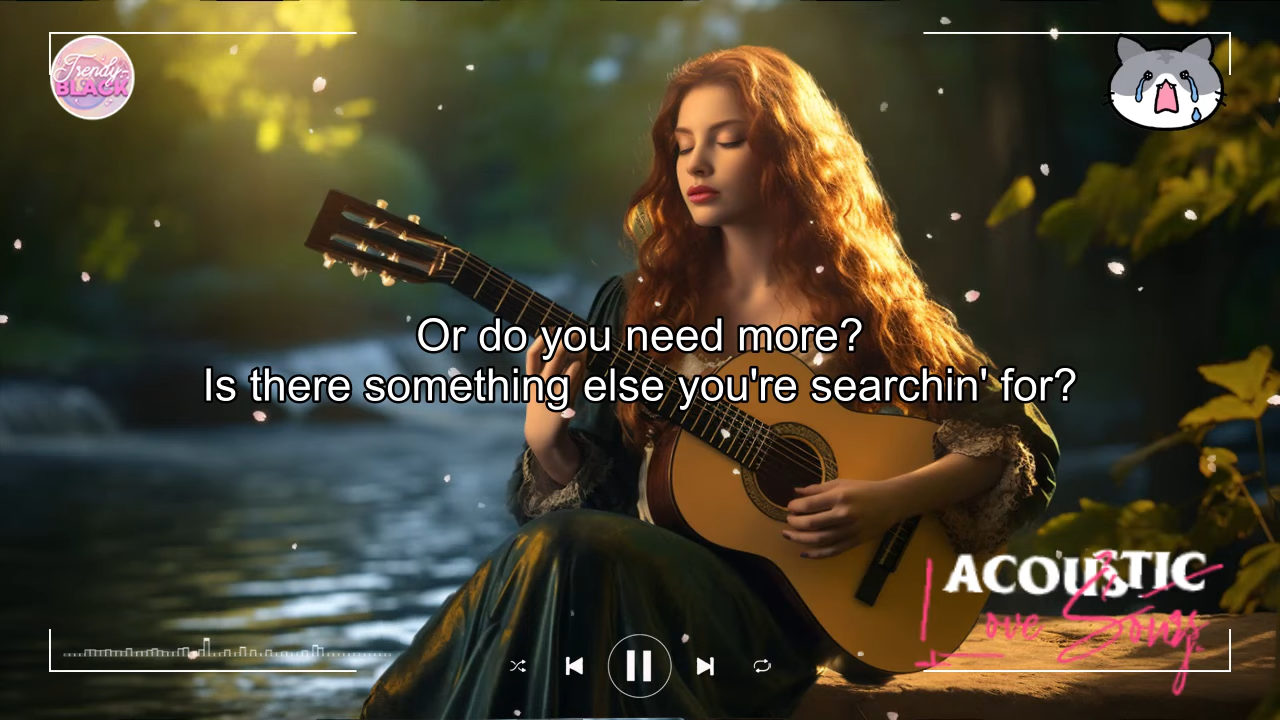 Trendy
BLACK
Or do you need more?
Is there something else you're searchin' for?
ACOUSTIC
Love Song